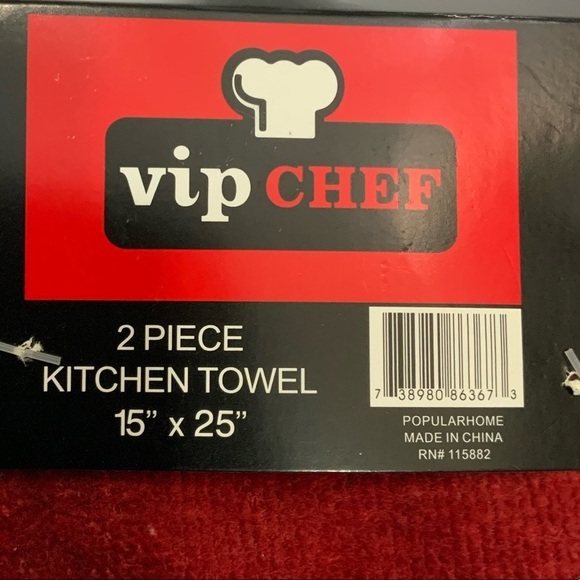 vip CHEF
2 PIECE
KITCHEN TOWEL
15” x 25”
7 38980 86367 3
POPULARHOME
MADE IN CHINA
RN# 115882